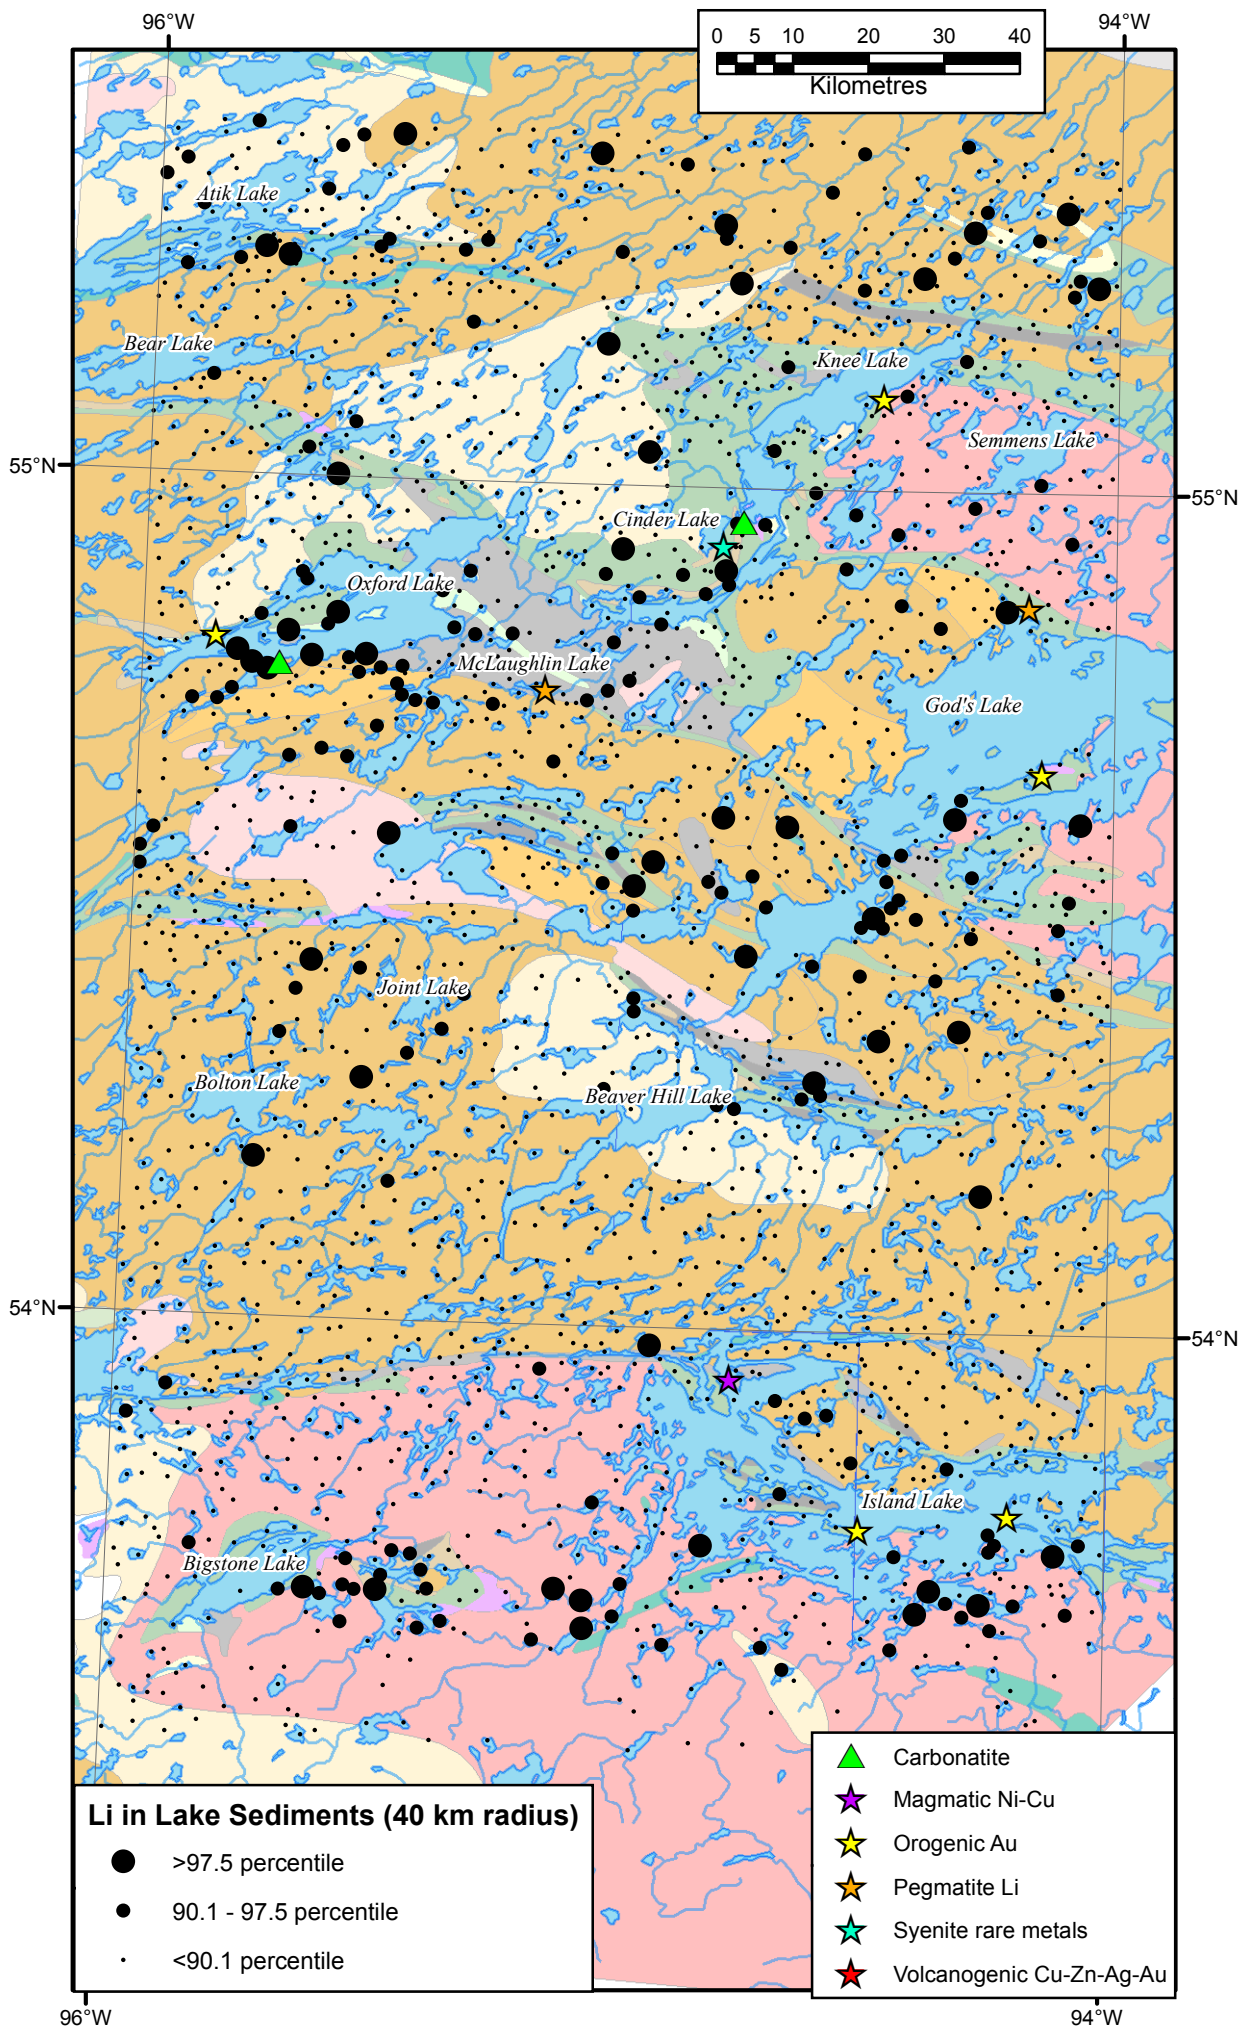 96°W
94°W
0 5 10 20 30 40
Kilometres
Atik Lake
Bear Lake
Knee Lake
Semmens Lake
55°N
55°N
Cinder Lake
Oxford Lake
McLaughlin Lake
God's Lake
Joint Lake
Bolton Lake
Beaver Hill Lake
54°N
54°N
Island Lake
Bigstone Lake
Li in Lake Sediments (40 km radius)
>97.5 percentile
90.1 - 97.5 percentile
<90.1 percentile
Carbonatite
Magmatic Ni-Cu
Orogenic Au
Pegmatite Li
Syenite rare metals
Volcanogenic Cu-Zn-Ag-Au
96°W
94°W